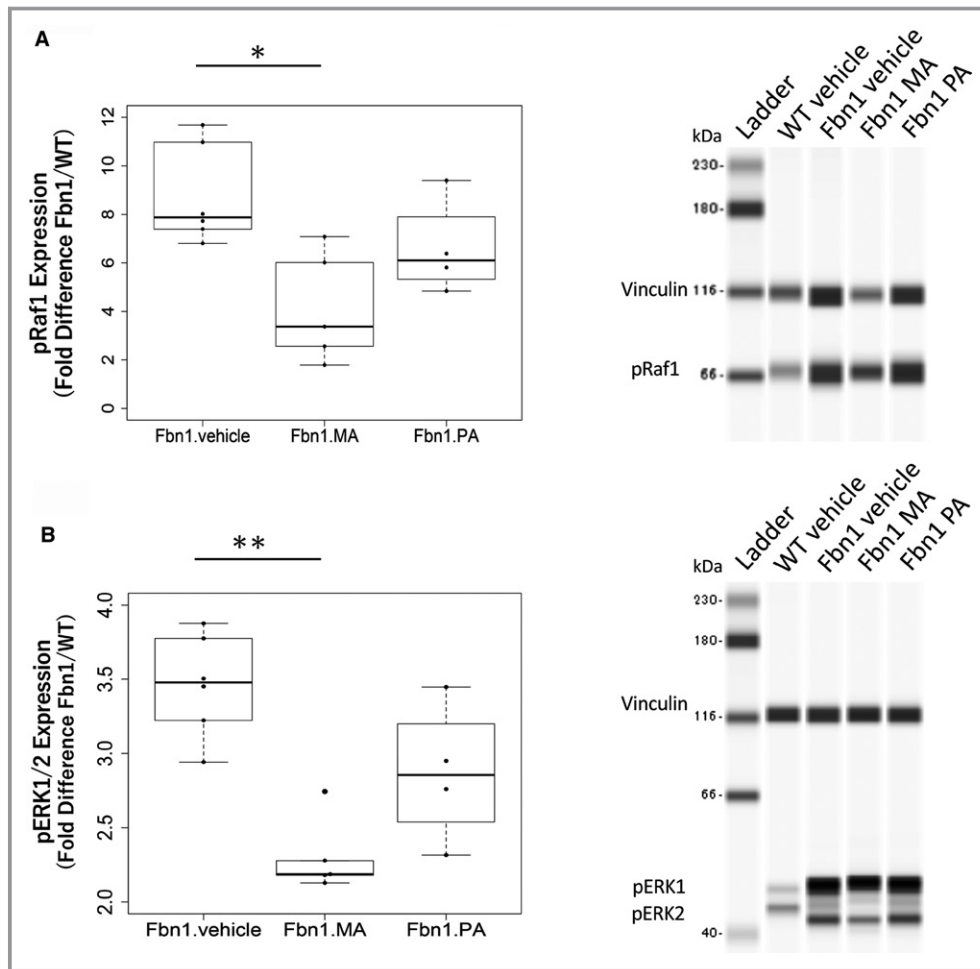 A
*
pRaf1 Expression
(Fold Difference Fbn1/WT)
12
10
8
6
4
2
0
Fbn1.vehicle Fbn1.MA Fbn1.PA
kDa
Ladder
WT vehicle
Fbn1 vehicle
Fbn1 MA
Fbn1 PA
230-
180-
Vinculin 116-
pRaf1 66-
B
**
pERK1/2 Expression
(Fold Difference Fbn1/WT)
4.0
3.5
3.0
2.5
2.0
Fbn1.vehicle Fbn1.MA Fbn1.PA
kDa
Ladder
WT vehicle
Fbn1 vehicle
Fbn1 MA
Fbn1 PA
230-
180-
Vinculin
116-
66-
pERK1
pERK2
40-